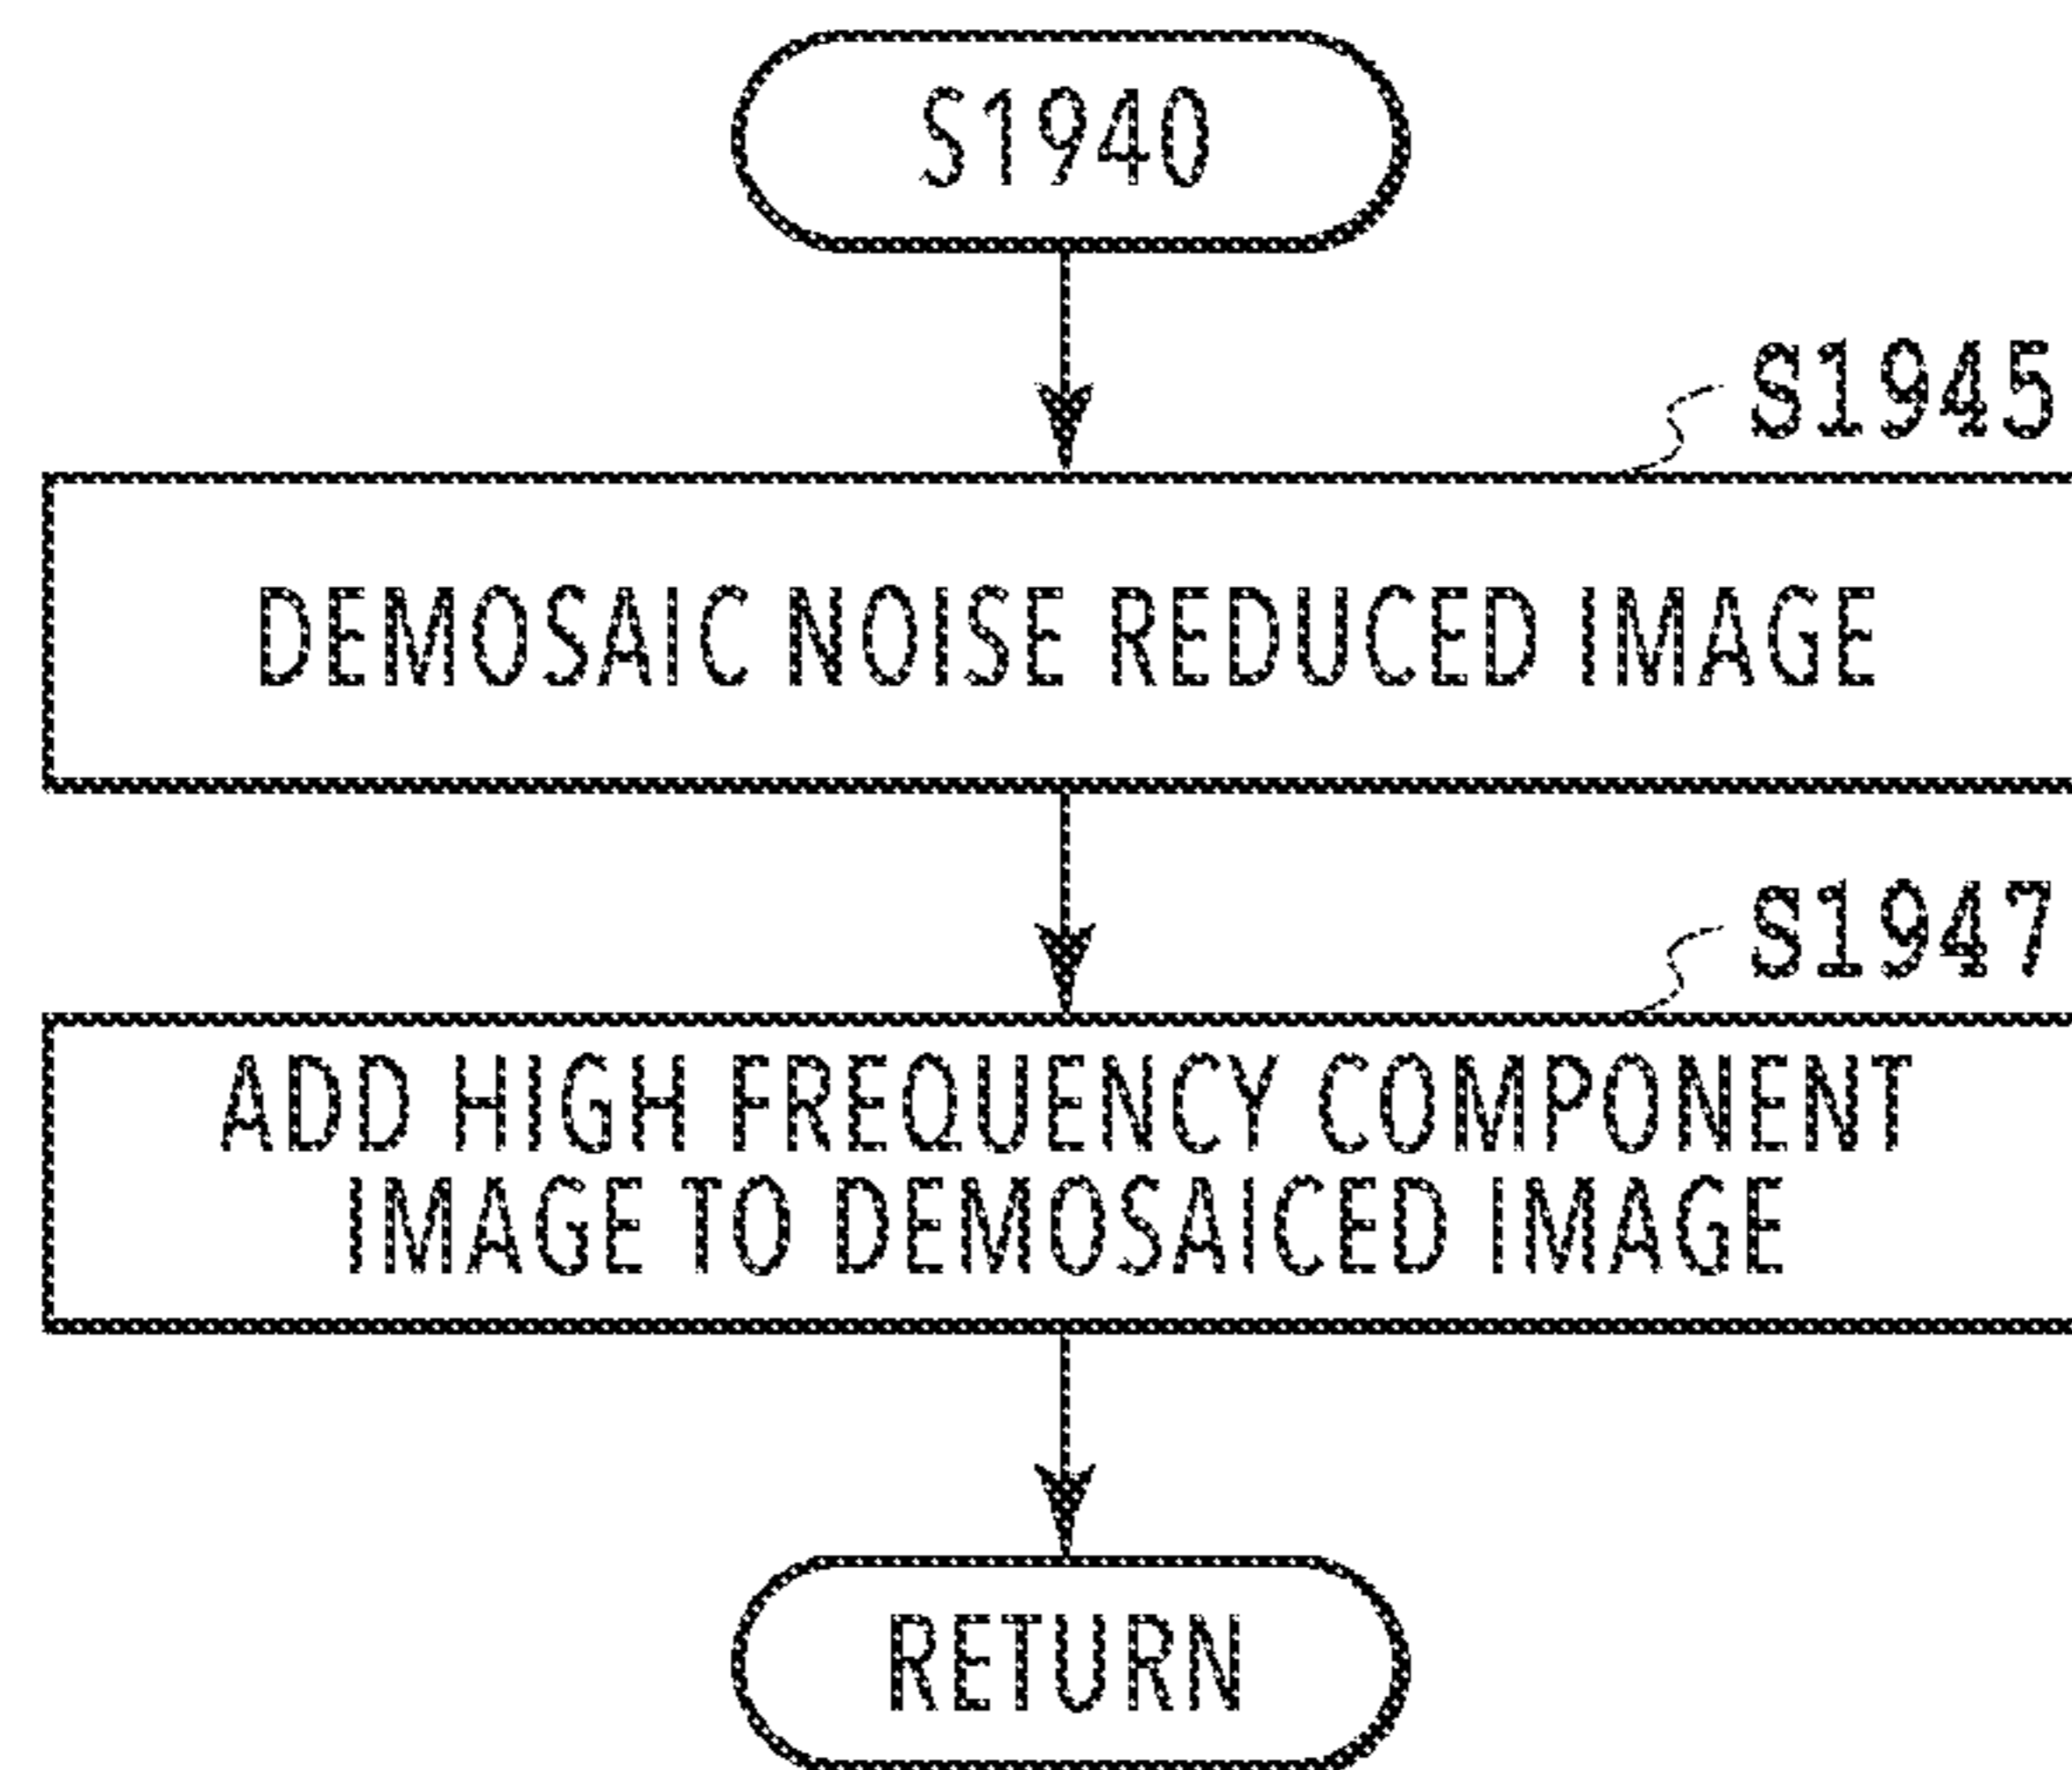 S1940
S1945
DEMOSAIC NOISE REDUCED IMAGE
S1947
ADD HIGH FREQUENCY COMPONENT
IMAGE TO DEMOSAICED IMAGE
RETURN